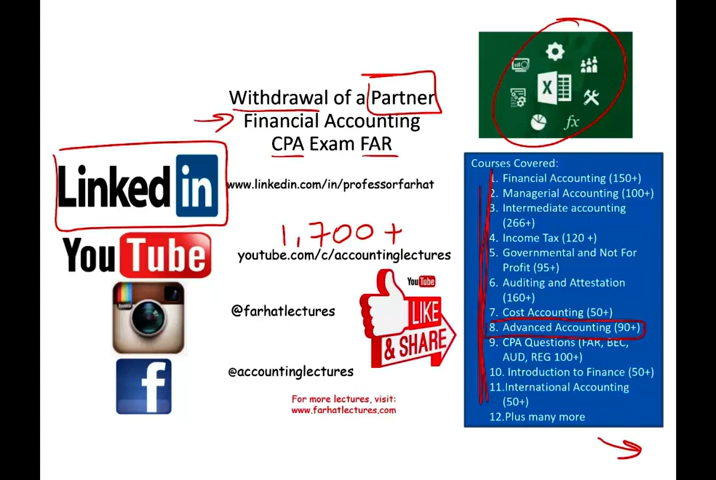 Withdrawal of a Partner
Financial Accounting
CPA Exam FAR
X
fx
Linked in
www.linkedin.com/in/professorfarhat
1,700+
YouTube
youtube.com/c/accountinglectures
YouTube
LIKE
& SHARE
@farhatlectures
@accountinglectures
f
For more lectures, visit:
www.farhatlectures.com
Courses Covered:
1. Financial Accounting (150+)
2. Managerial Accounting (100+)
3. Intermediate accounting
(266+)
4. Income Tax (120 +)
5. Governmental and Not For
Profit (95+)
6. Auditing and Attestation
(160+)
7. Cost Accounting (50+)
8. Advanced Accounting (90+)
9. CPA Questions (FAR, BEC,
AUD, REG 100+)
10. Introduction to Finance (50+)
11.International Accounting
(50+)
12.Plus many more